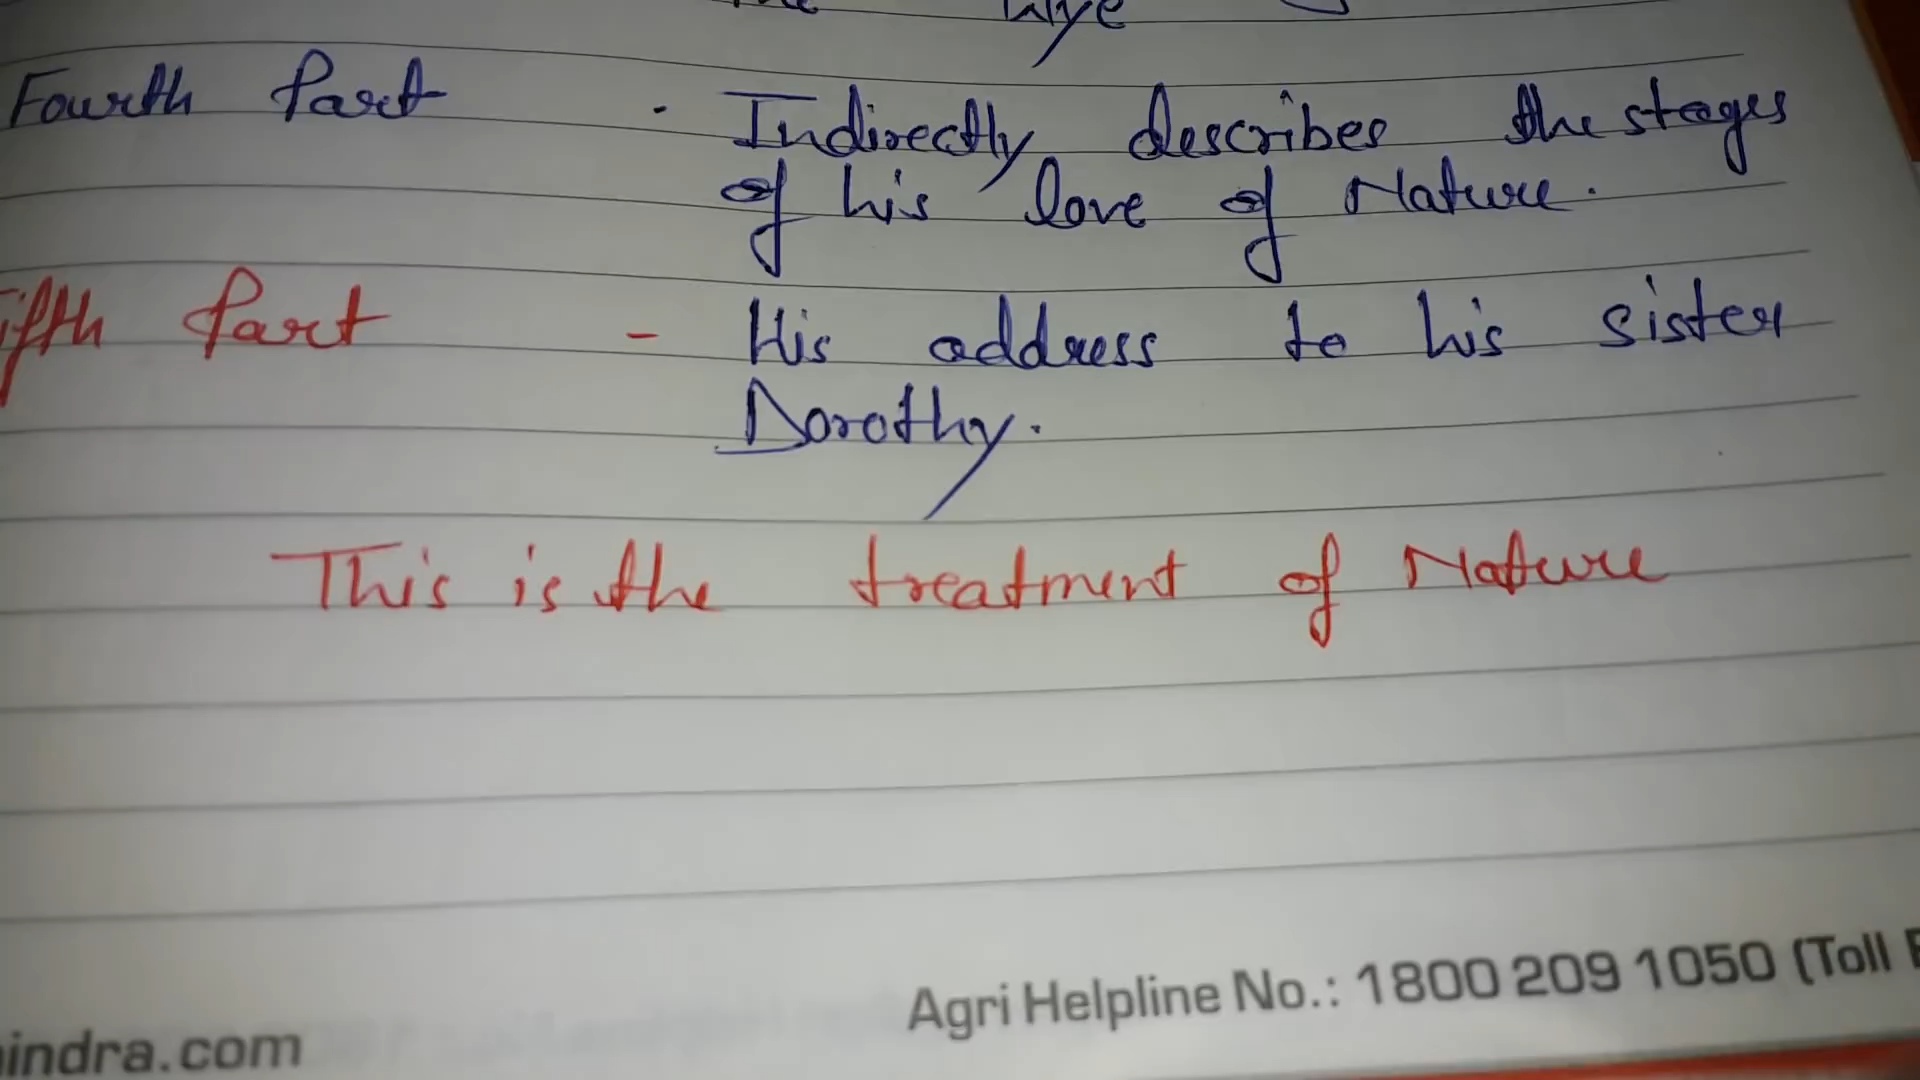 Wye
Fourth Part - Indirectly describes the stages
of his love of Nature.
ifth Part - His address to his sister
Dorothy.
This is the treatment of Nature
Agri Helpline No.: 1800 209 1050 (Toll
indra.com